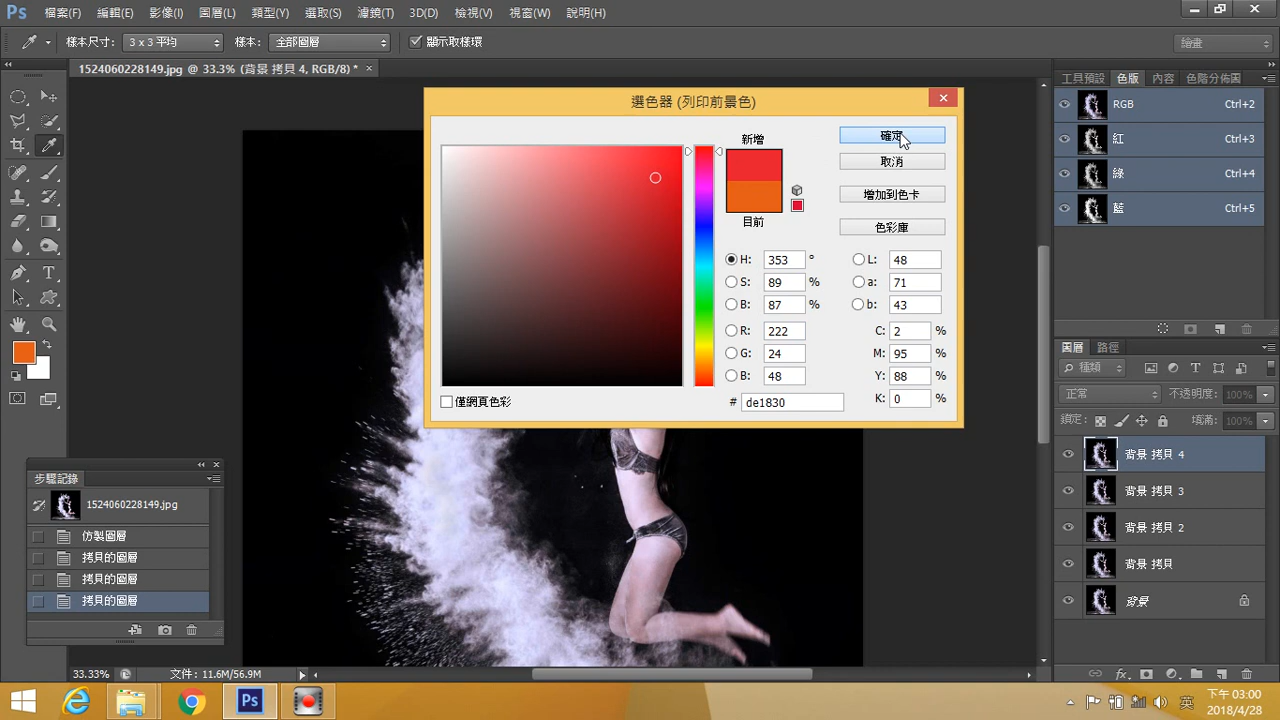 Ps 檔案(F) 編輯(E) 影像(I) 圖層(L) 類型(Y) 選取(S) 濾鏡(T) 3D(D) 檢視(V) 視窗(W) 說明(H)
樣本尺寸: 3 x 3 平均 樣本: 全部圖層 顯示取樣環 繪畫
1524060228149.jpg @ 33.3% (背景 拷貝 4, RGB/8) * ×
選色器 (列印前景色)
新增
目前
確定
取消
增加到色卡
色彩庫
H: 353 ° L: 48
S: 89 % a: 71
B: 87 % b: 43
R: 222 C: 2 %
G: 24 M: 95 %
B: 48 Y: 88 %
# de1830 K: 0 %
僅網頁色彩
工具預設 色版 內容 色階分佈圖
RGB Ctrl+2
紅 Ctrl+3
綠 Ctrl+4
藍 Ctrl+5
圖層 路徑
種類
正常 不透明度: 100%
鎖定: 填滿: 100%
背景 拷貝 4
背景 拷貝 3
背景 拷貝 2
背景 拷貝
背景
步驟記錄
1524060228149.jpg
仿製圖層
拷貝的圖層
拷貝的圖層
拷貝的圖層
33.33% 文件: 11.6M/56.9M
Ps
英
下午 03:00
2018/4/28